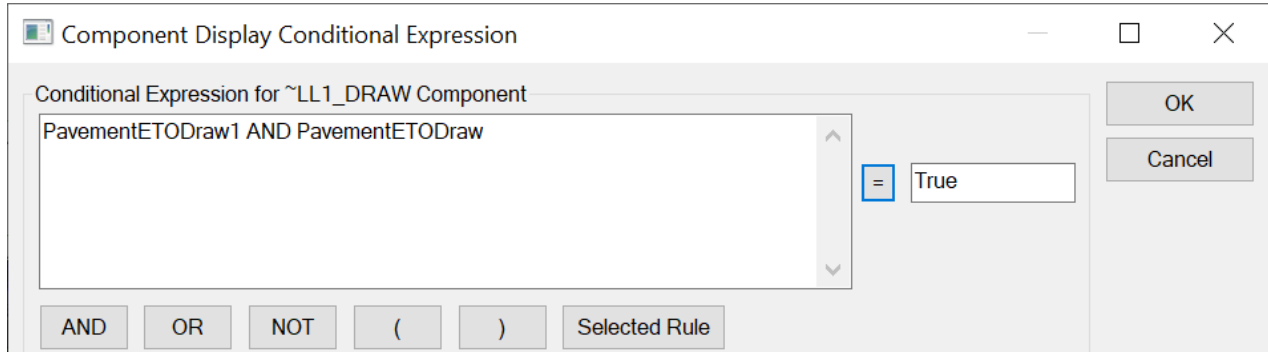 Component Display Conditional Expression
Conditional Expression for ~LL1_DRAW Component
OK
PavementETODraw1 AND PavementETODraw
Cancel
= True
AND OR NOT ( ) Selected Rule